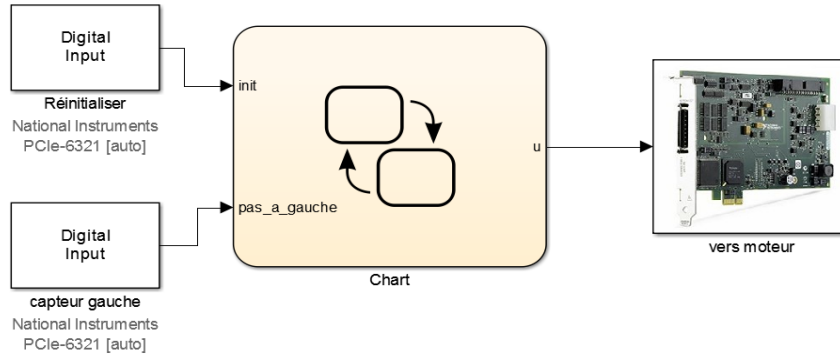 Digital
Input
Réinitialiser
National Instruments
PCIe-6321 [auto]
init
pas_a_gauche
u
Chart
vers moteur
Digital
Input
capteur gauche
National Instruments
PCIe-6321 [auto]